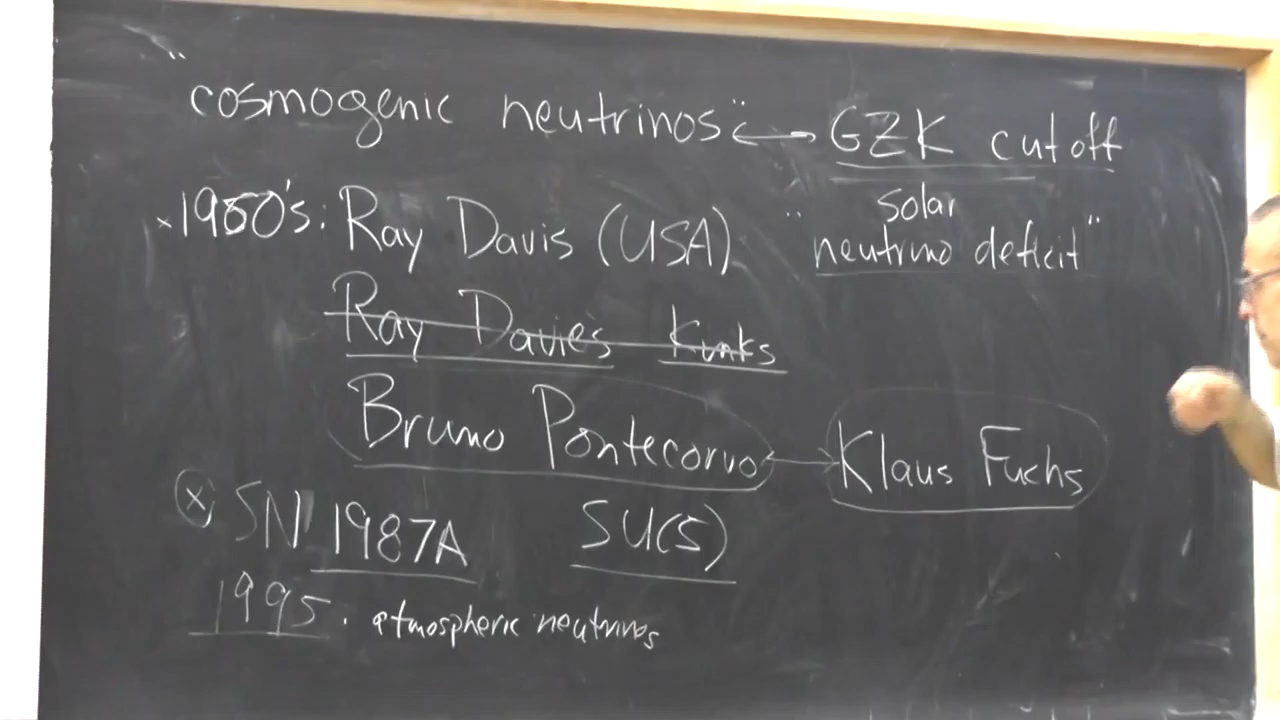 "cosmogenic neutrinos" ←→ GZK cutoff
×1960's: Ray Davis (USA) "solar neutrino deficit"
Ray Davies Kinks
Bruno Pontecorvo ←→ Klaus Fuchs
ⓧ SN 1987A SU(5)
1995. atmospheric neutrinos